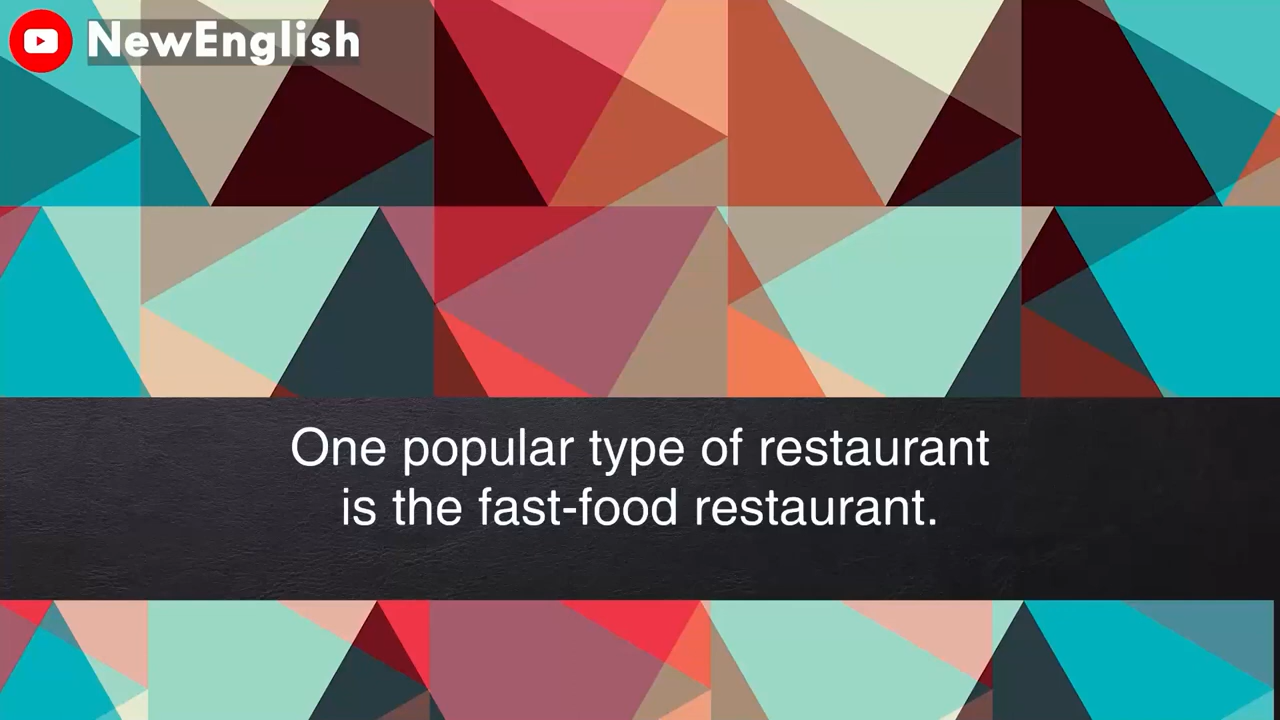 NewEnglish
One popular type of restaurant
is the fast-food restaurant.